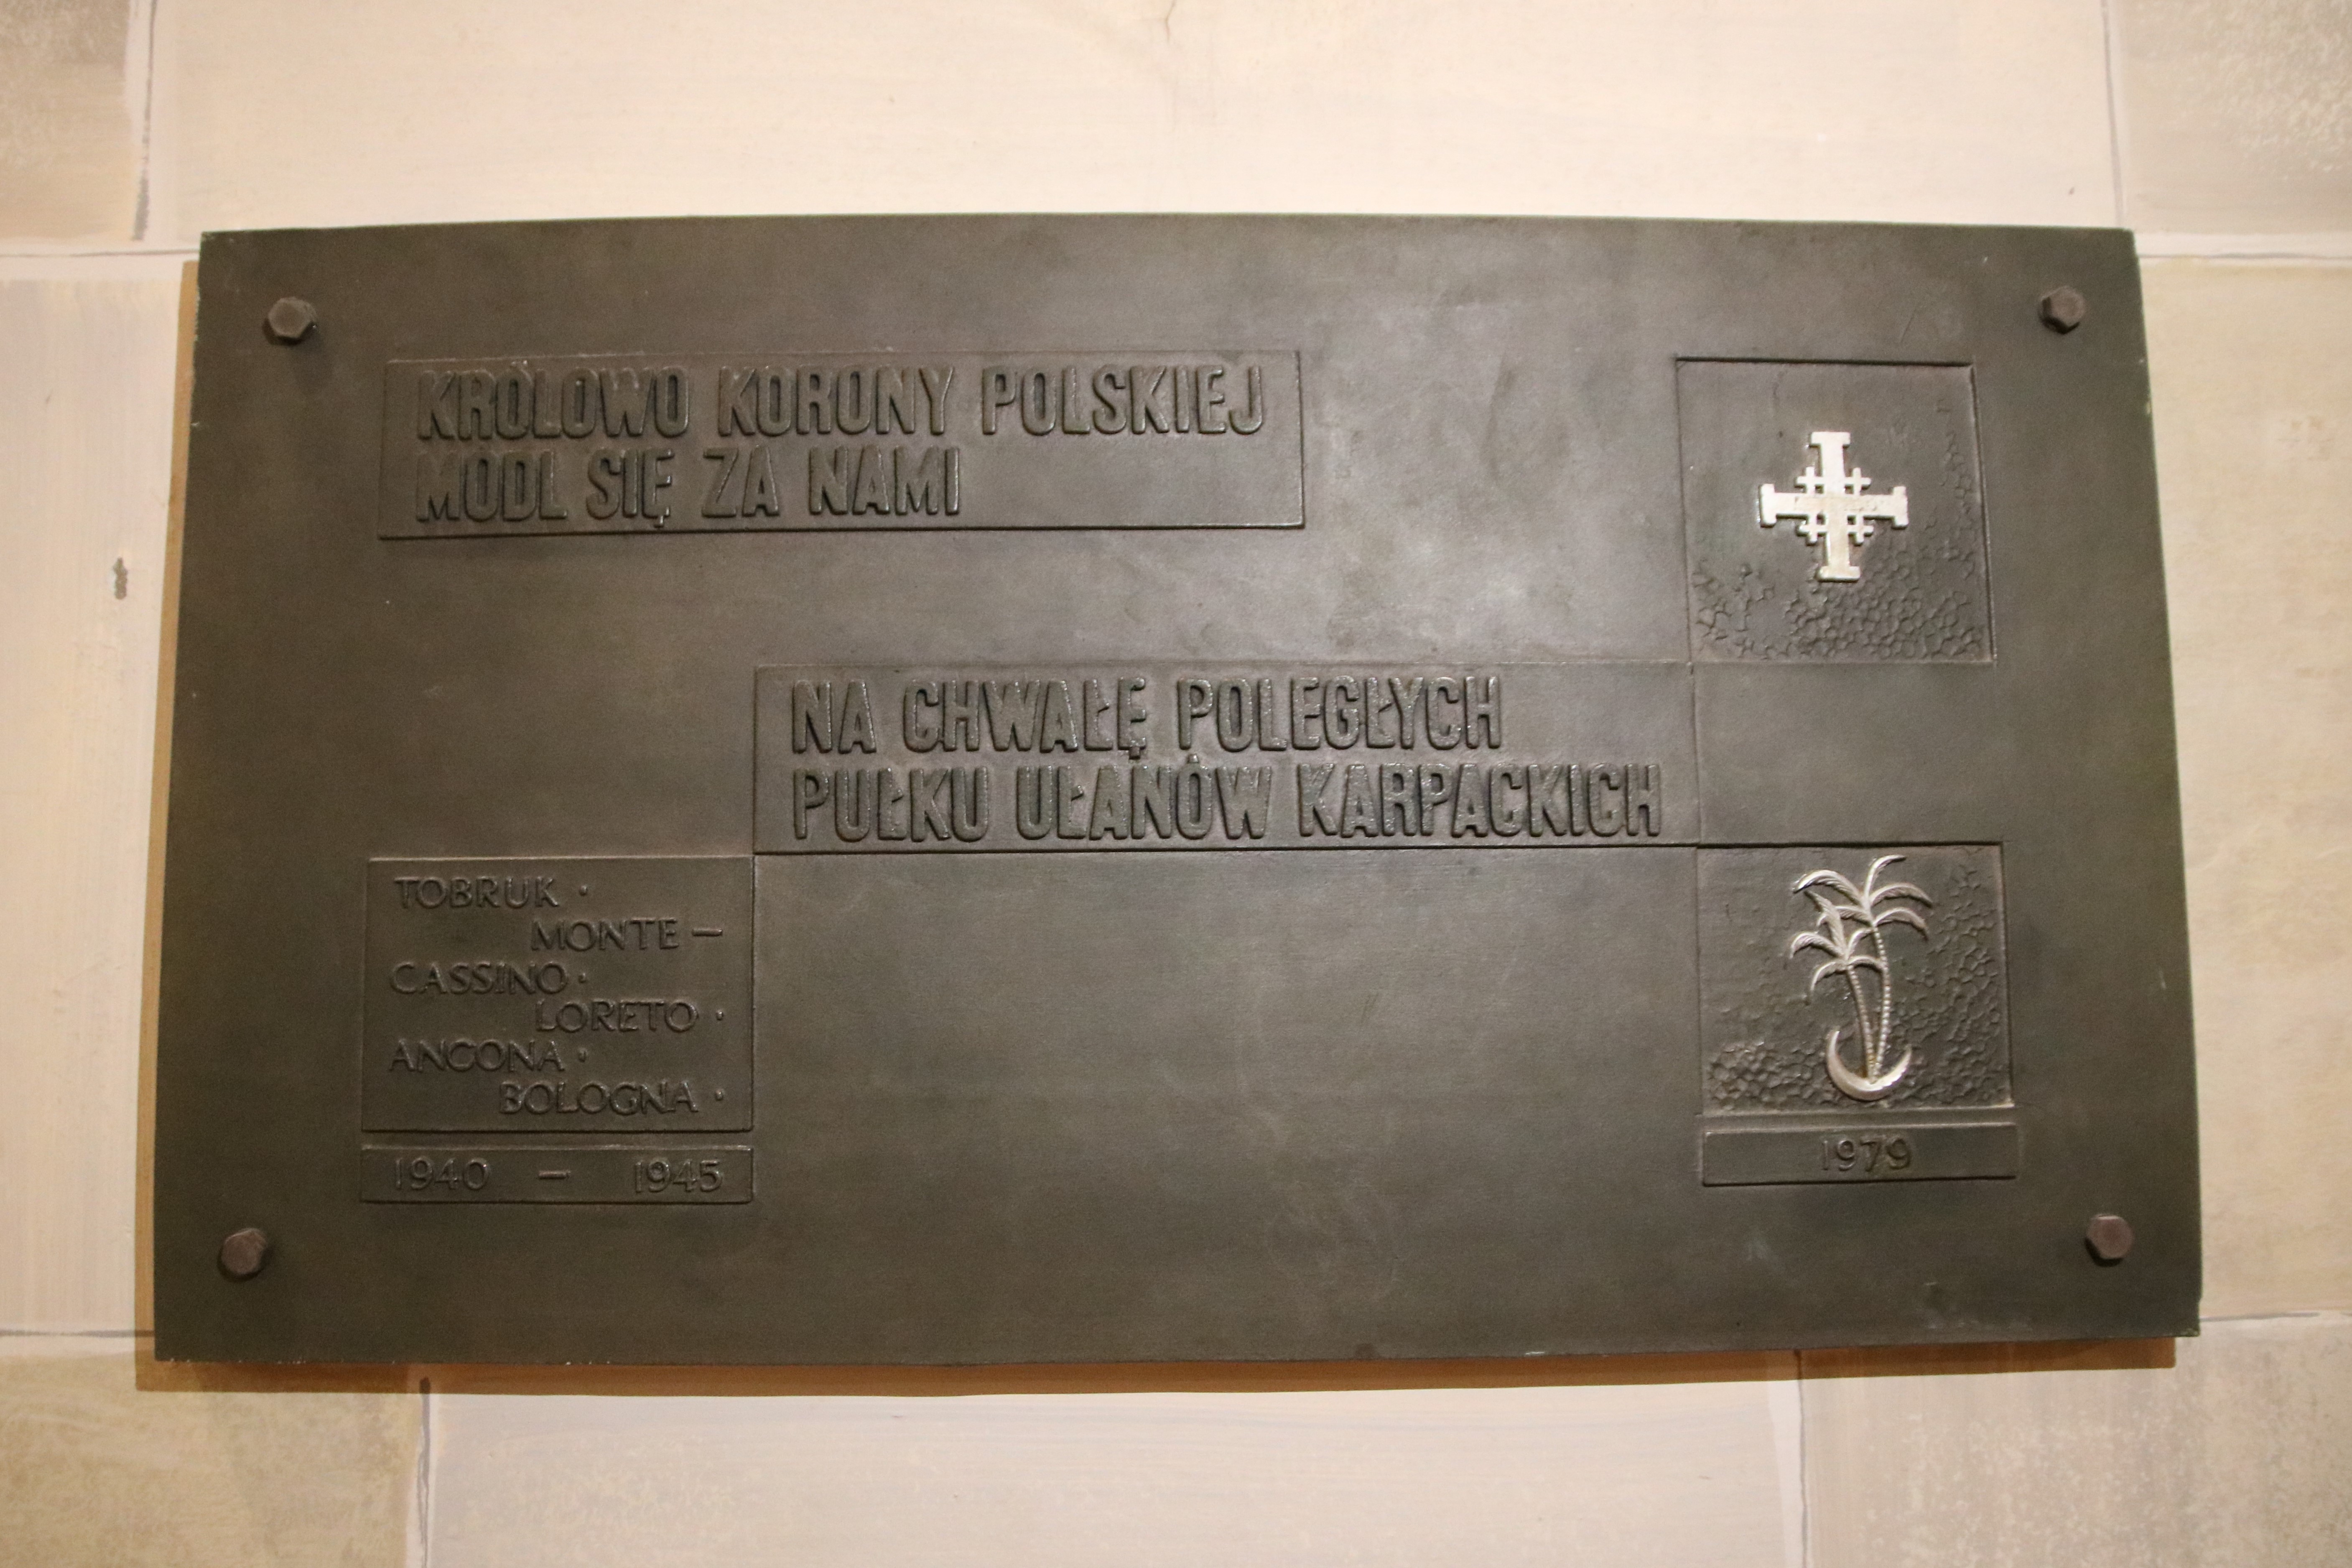 KRÓLOWO KORONY POLSKIEJ
MÓDL SIĘ ZA NAMI
NA CHWAŁĘ POLEGŁYCH
PUŁKU UŁANÓW KARPACKICH
TOBRUK ·
MONTE –
CASSINO ·
LORETO ·
ANCONA ·
BOLOGNA ·
1940 – 1945
1979